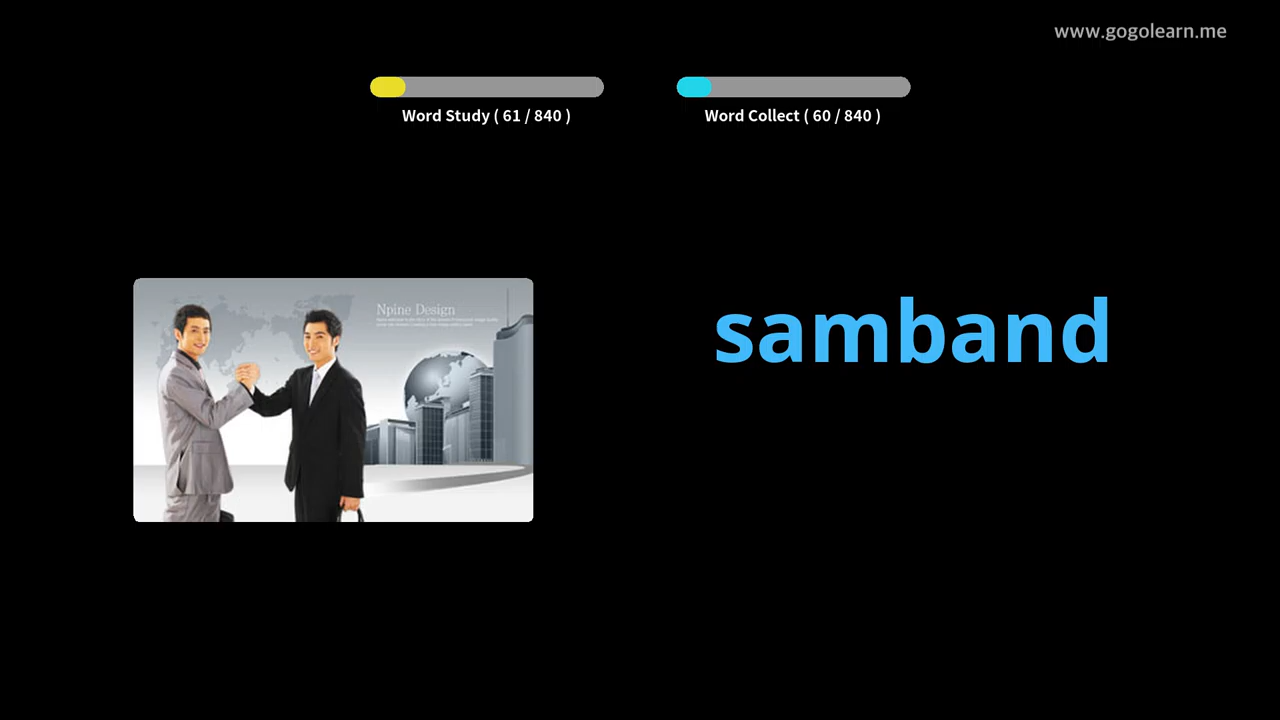 www.gogolearn.me
Word Study ( 61 / 840 )
Word Collect ( 60 / 840 )
Npine Design
samband